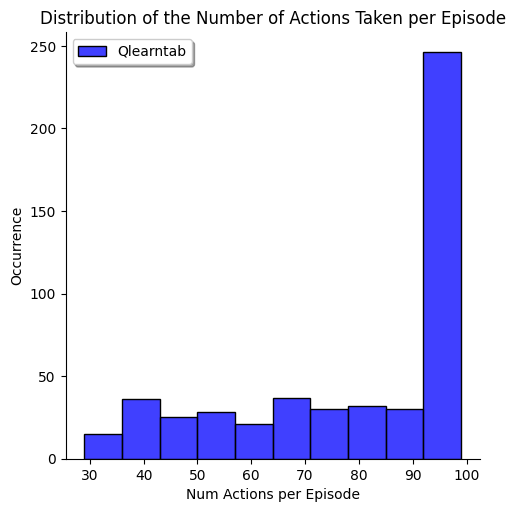 Distribution of the Number of Actions Taken per Episode
Qlearntab
250
200
150
100
50
0
Occurrence
30 40 50 60 70 80 90 100
Num Actions per Episode